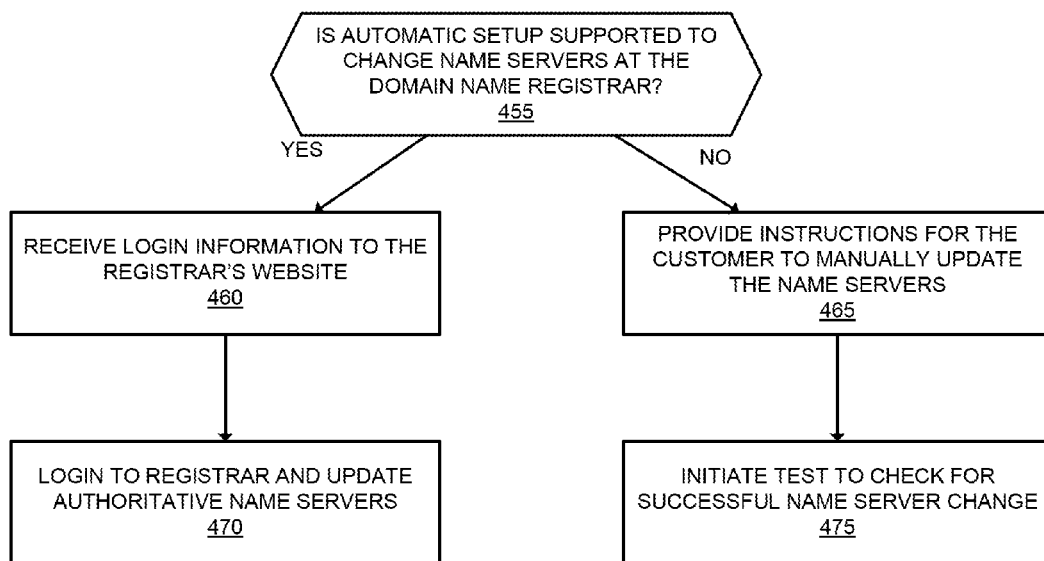 IS AUTOMATIC SETUP SUPPORTED TO
CHANGE NAME SERVERS AT THE
DOMAIN NAME REGISTRAR?
455
YES
NO
RECEIVE LOGIN INFORMATION TO THE
REGISTRAR'S WEBSITE
460
PROVIDE INSTRUCTIONS FOR THE
CUSTOMER TO MANUALLY UPDATE
THE NAME SERVERS
465
LOGIN TO REGISTRAR AND UPDATE
AUTHORITATIVE NAME SERVERS
470
INITIATE TEST TO CHECK FOR
SUCCESSFUL NAME SERVER CHANGE
475